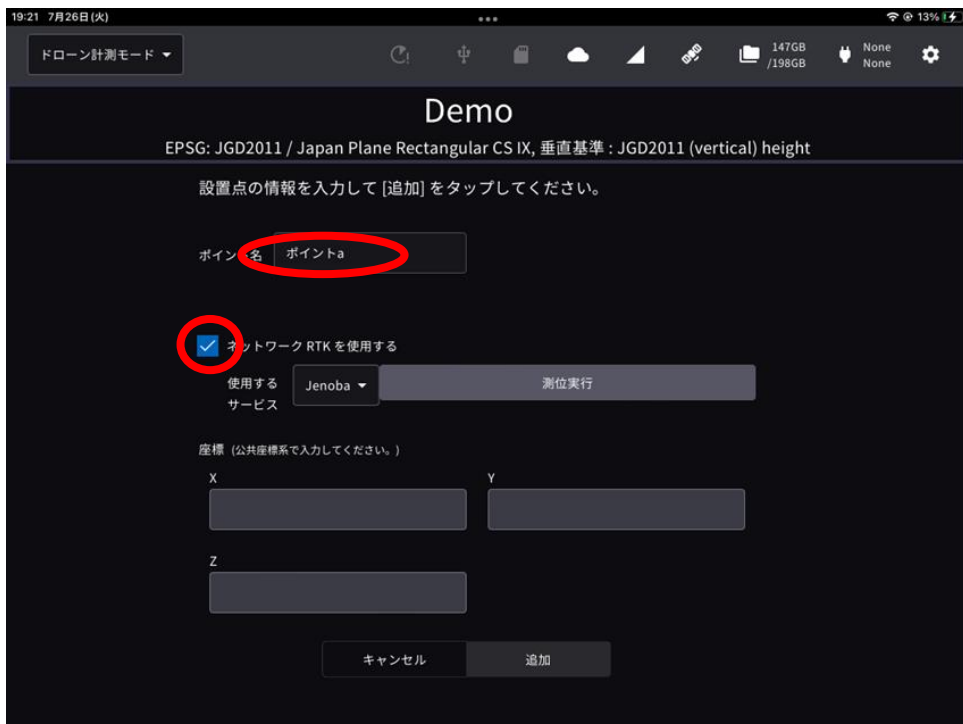 19:21 7月26日(火)
13%
ドローン計測モード
147GB
/198GB
None
None
Demo
EPSG: JGD2011 / Japan Plane Rectangular CS IX, 垂直基準 : JGD2011 (vertical) height
設置点の情報を入力して [追加] をタップしてください。
ポイント名 ポイントa
ネットワーク RTK を使用する
使用する
サービス
Jenoba
測位実行
座標 (公共座標系で入力してください。)
X Y
Z
キャンセル 追加